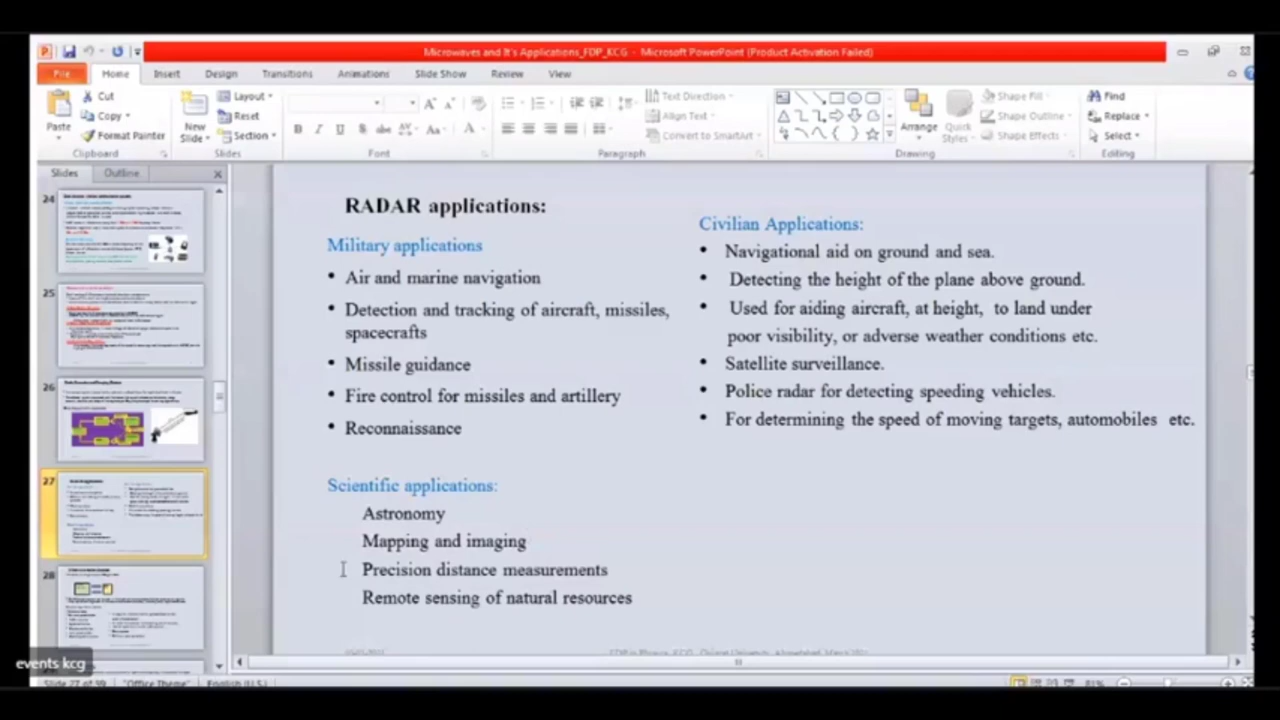 Microwaves and It's Applications_FDP_KCG - Microsoft PowerPoint (Product Activation Failed)
File Home Insert Design Transitions Animations Slide Show Review View
Cut
Copy
Format Painter
Paste
Clipboard
New Slide
Layout
Reset
Section
Slides
Font
Text Direction
Align Text
Convert to SmartArt
Paragraph
Arrange
Quick Styles
Shape Fill
Shape Outline
Shape Effects
Drawing
Find
Replace
Select
Editing
Slides Outline
24
25
26
27
28
RADAR applications:
Military applications
• Air and marine navigation
• Detection and tracking of aircraft, missiles,
spacecrafts
• Missile guidance
• Fire control for missiles and artillery
• Reconnaissance
Civilian Applications:
• Navigational aid on ground and sea.
• Detecting the height of the plane above ground.
• Used for aiding aircraft, at height, to land under
poor visibility, or adverse weather conditions etc.
• Satellite surveillance.
• Police radar for detecting speeding vehicles.
• For determining the speed of moving targets, automobiles etc.
Scientific applications:
Astronomy
Mapping and imaging
Precision distance measurements
Remote sensing of natural resources
events kcg
Slide 27 of 39 "Office Theme" English (U.S.)